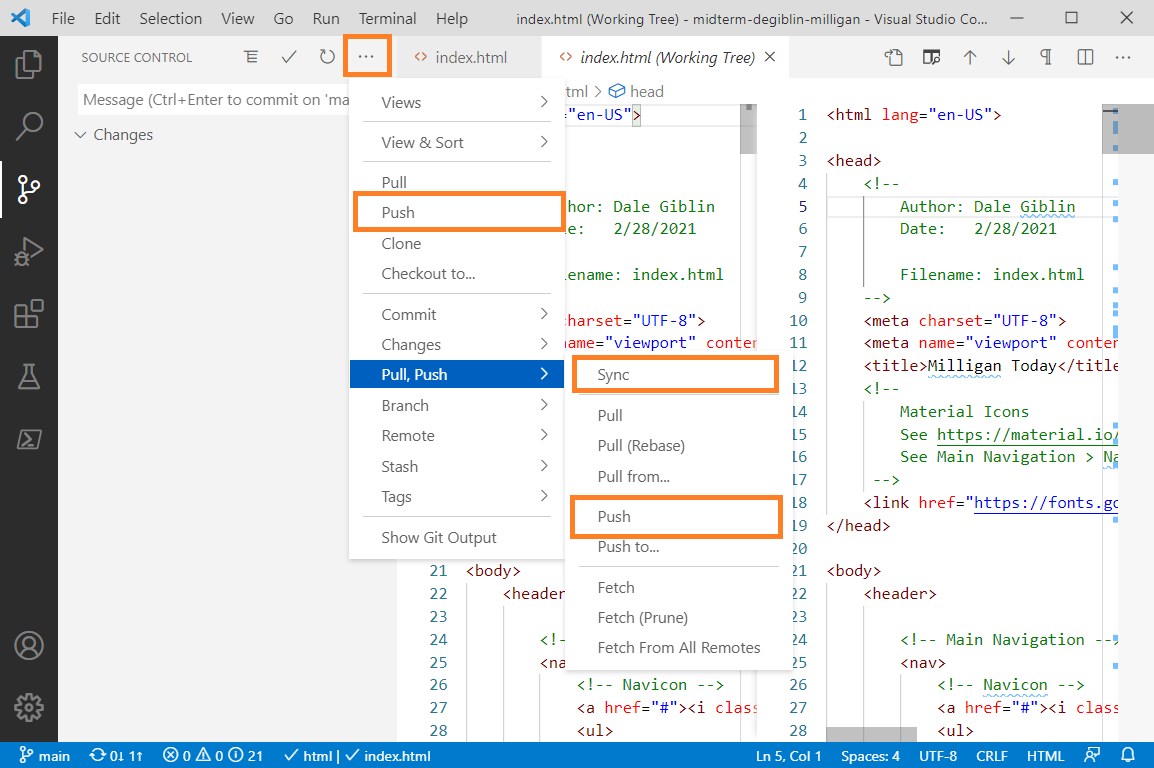 File Edit Selection View Go Run Terminal Help index.html (Working Tree) - midterm-degiblin-milligan - Visual Studio Co...
SOURCE CONTROL
index.html
index.html (Working Tree)
Message (Ctrl+Enter to commit on 'ma
Changes
Views
View & Sort
Pull
Push
Clone
Checkout to...
Commit
Changes
Pull, Push
Branch
Remote
Stash
Tags
Show Git Output
Sync
Pull
Pull (Rebase)
Pull from...
Push
Push to...
Fetch
Fetch (Prune)
Fetch From All Remotes
tml > head
="en-US">
hor: Dale Giblin
e: 2/28/2021
lename: index.html
harset="UTF-8">
ame="viewport" conten
21 <body>
22 <header
23
24 <!-
25 <na
26 <!-- Navicon -->
27 <a href="#"><i class
28 <ul>
1 <html lang="en-US">
2
3 <head>
4 <!--
5 Author: Dale Giblin
6 Date: 2/28/2021
7
8 Filename: index.html
9 -->
10 <meta charset="UTF-8">
11 <meta name="viewport" conten
12 <title>Milligan Today</title
13 <!--
14 Material Icons
15 See https://material.io/
16 See Main Navigation > Na
17 -->
18 <link href="https://fonts.go
19 </head>
20
21 <body>
22 <header>
23
24 <!-- Main Navigation --
25 <nav>
26 <!-- Navicon -->
27 <a href="#"><i class
28 <ul>
main 0↓ 1↑ 0 0 21 html | index.html Ln 5, Col 1 Spaces: 4 UTF-8 CRLF HTML